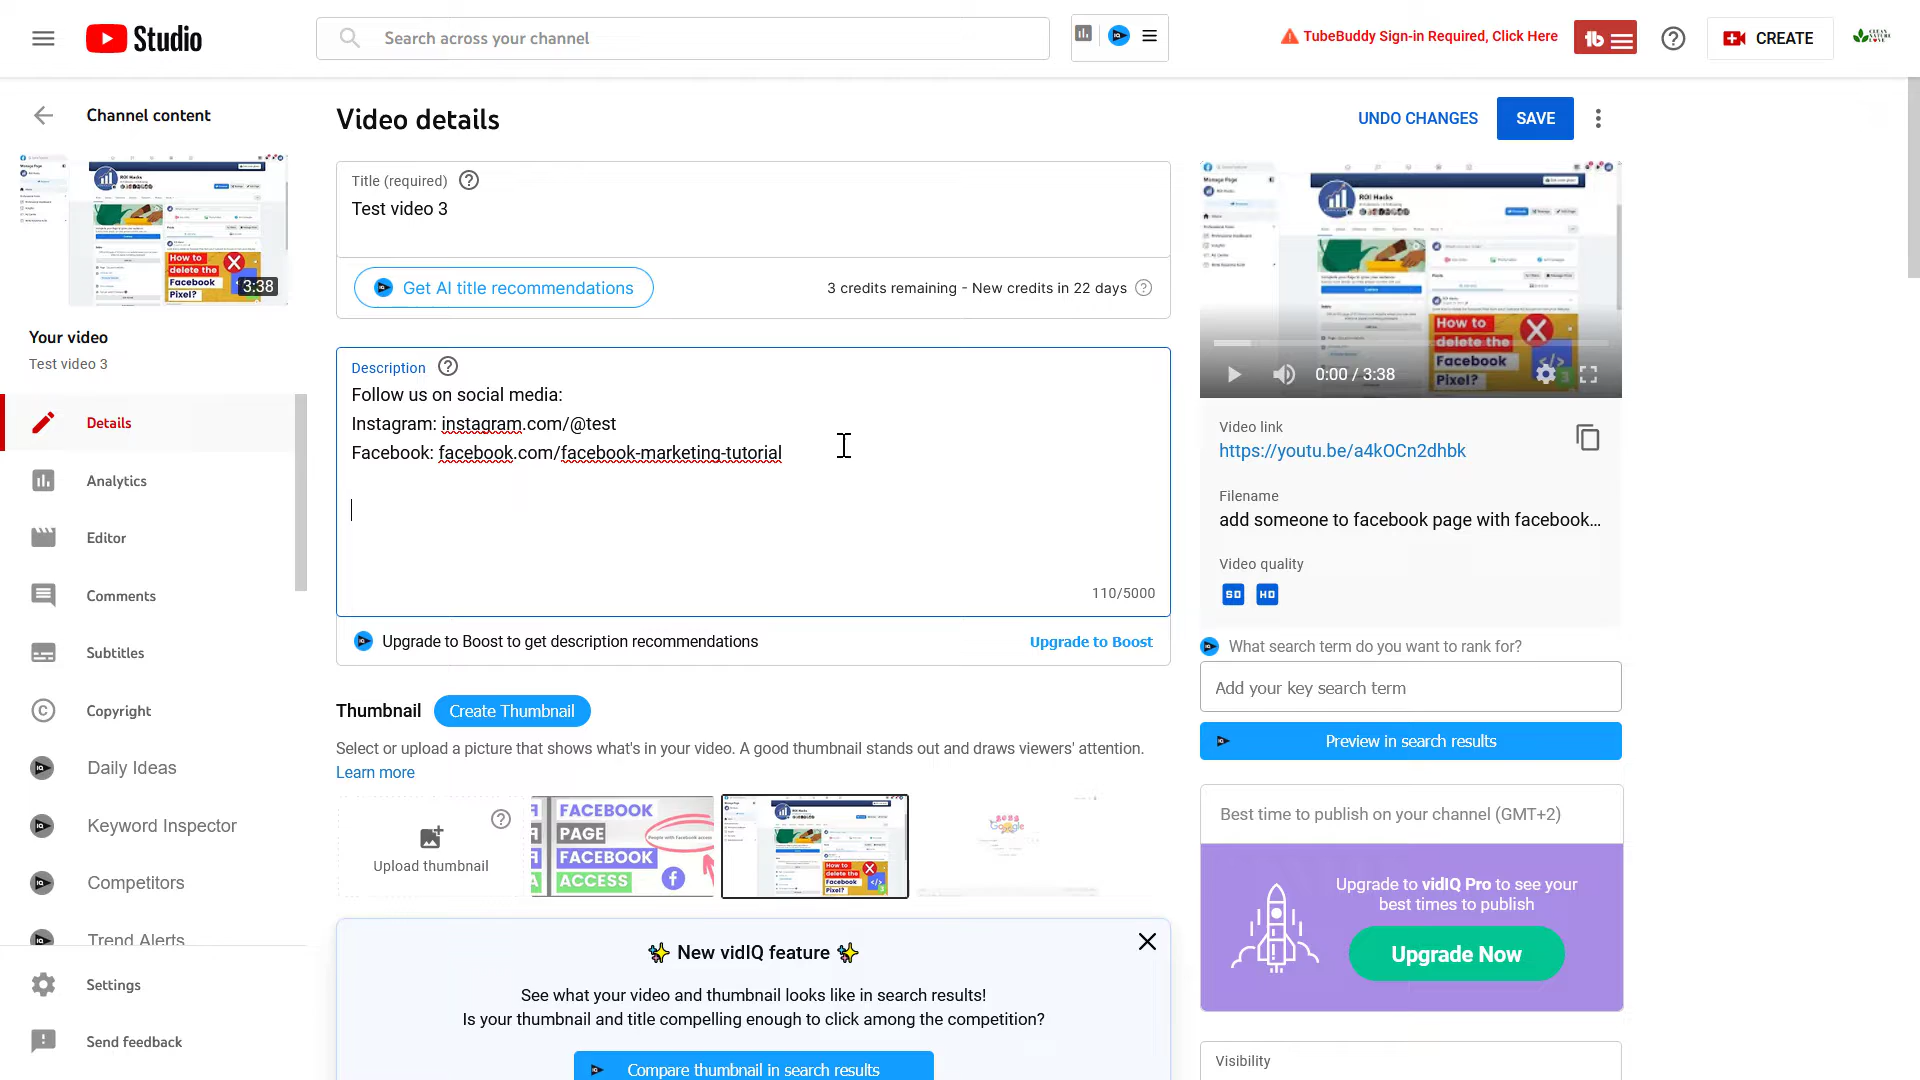 Studio
Search across your channel
TubeBuddy Sign-in Required, Click Here
CREATE
Channel content
Video details
UNDO CHANGES
SAVE
Title (required)
Test video 3
Get AI title recommendations
3 credits remaining - New credits in 22 days
3:38
Your video
Test video 3
Description
Follow us on social media:
Instagram: instagram.com/@test
Facebook: facebook.com/facebook-marketing-tutorial
110/5000
Upgrade to Boost to get description recommendations
Upgrade to Boost
Details
Analytics
Editor
Comments
Subtitles
Copyright
Daily Ideas
Keyword Inspector
Competitors
Trend Alerts
Settings
Send feedback
Thumbnail
Create Thumbnail
Select or upload a picture that shows what's in your video. A good thumbnail stands out and draws viewers' attention.
Learn more
Upload thumbnail
FACEBOOK
PAGE
FACEBOOK
ACCESS
How to
delete the
Facebook
Pixel?
Google
New vidIQ feature
See what your video and thumbnail looks like in search results!
Is your thumbnail and title compelling enough to click among the competition?
Compare thumbnail in search results
Manage Page
ROI Hacks
How to
delete the
Facebook
Pixel?
0:00 / 3:38
Video link
https://youtu.be/a4kOCn2dhbk
Filename
add someone to facebook page with facebook...
Video quality
SD HD
What search term do you want to rank for?
Add your key search term
Preview in search results
Best time to publish on your channel (GMT+2)
Upgrade to vidIQ Pro to see your
best times to publish
Upgrade Now
Visibility